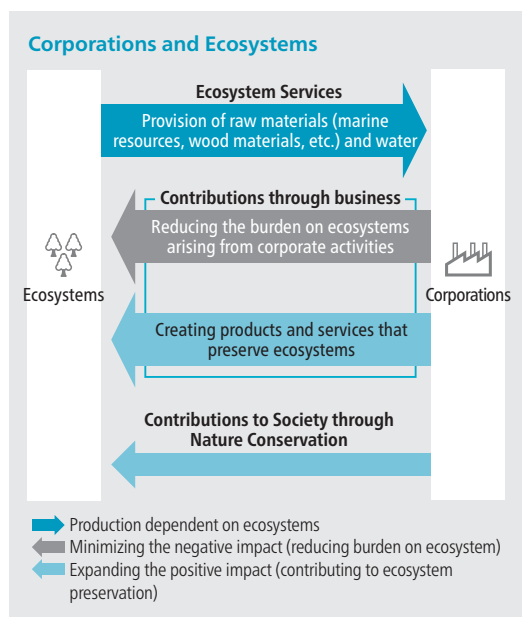 Corporations and Ecosystems
Ecosystem Services
Provision of raw materials (marine
resources, wood materials, etc.) and water
Contributions through business
Reducing the burden on ecosystems
arising from corporate activities
Ecosystems
Corporations
Creating products and services that
preserve ecosystems
Contributions to Society through
Nature Conservation
Production dependent on ecosystems
Minimizing the negative impact (reducing burden on ecosystem)
Expanding the positive impact (contributing to ecosystem
preservation)